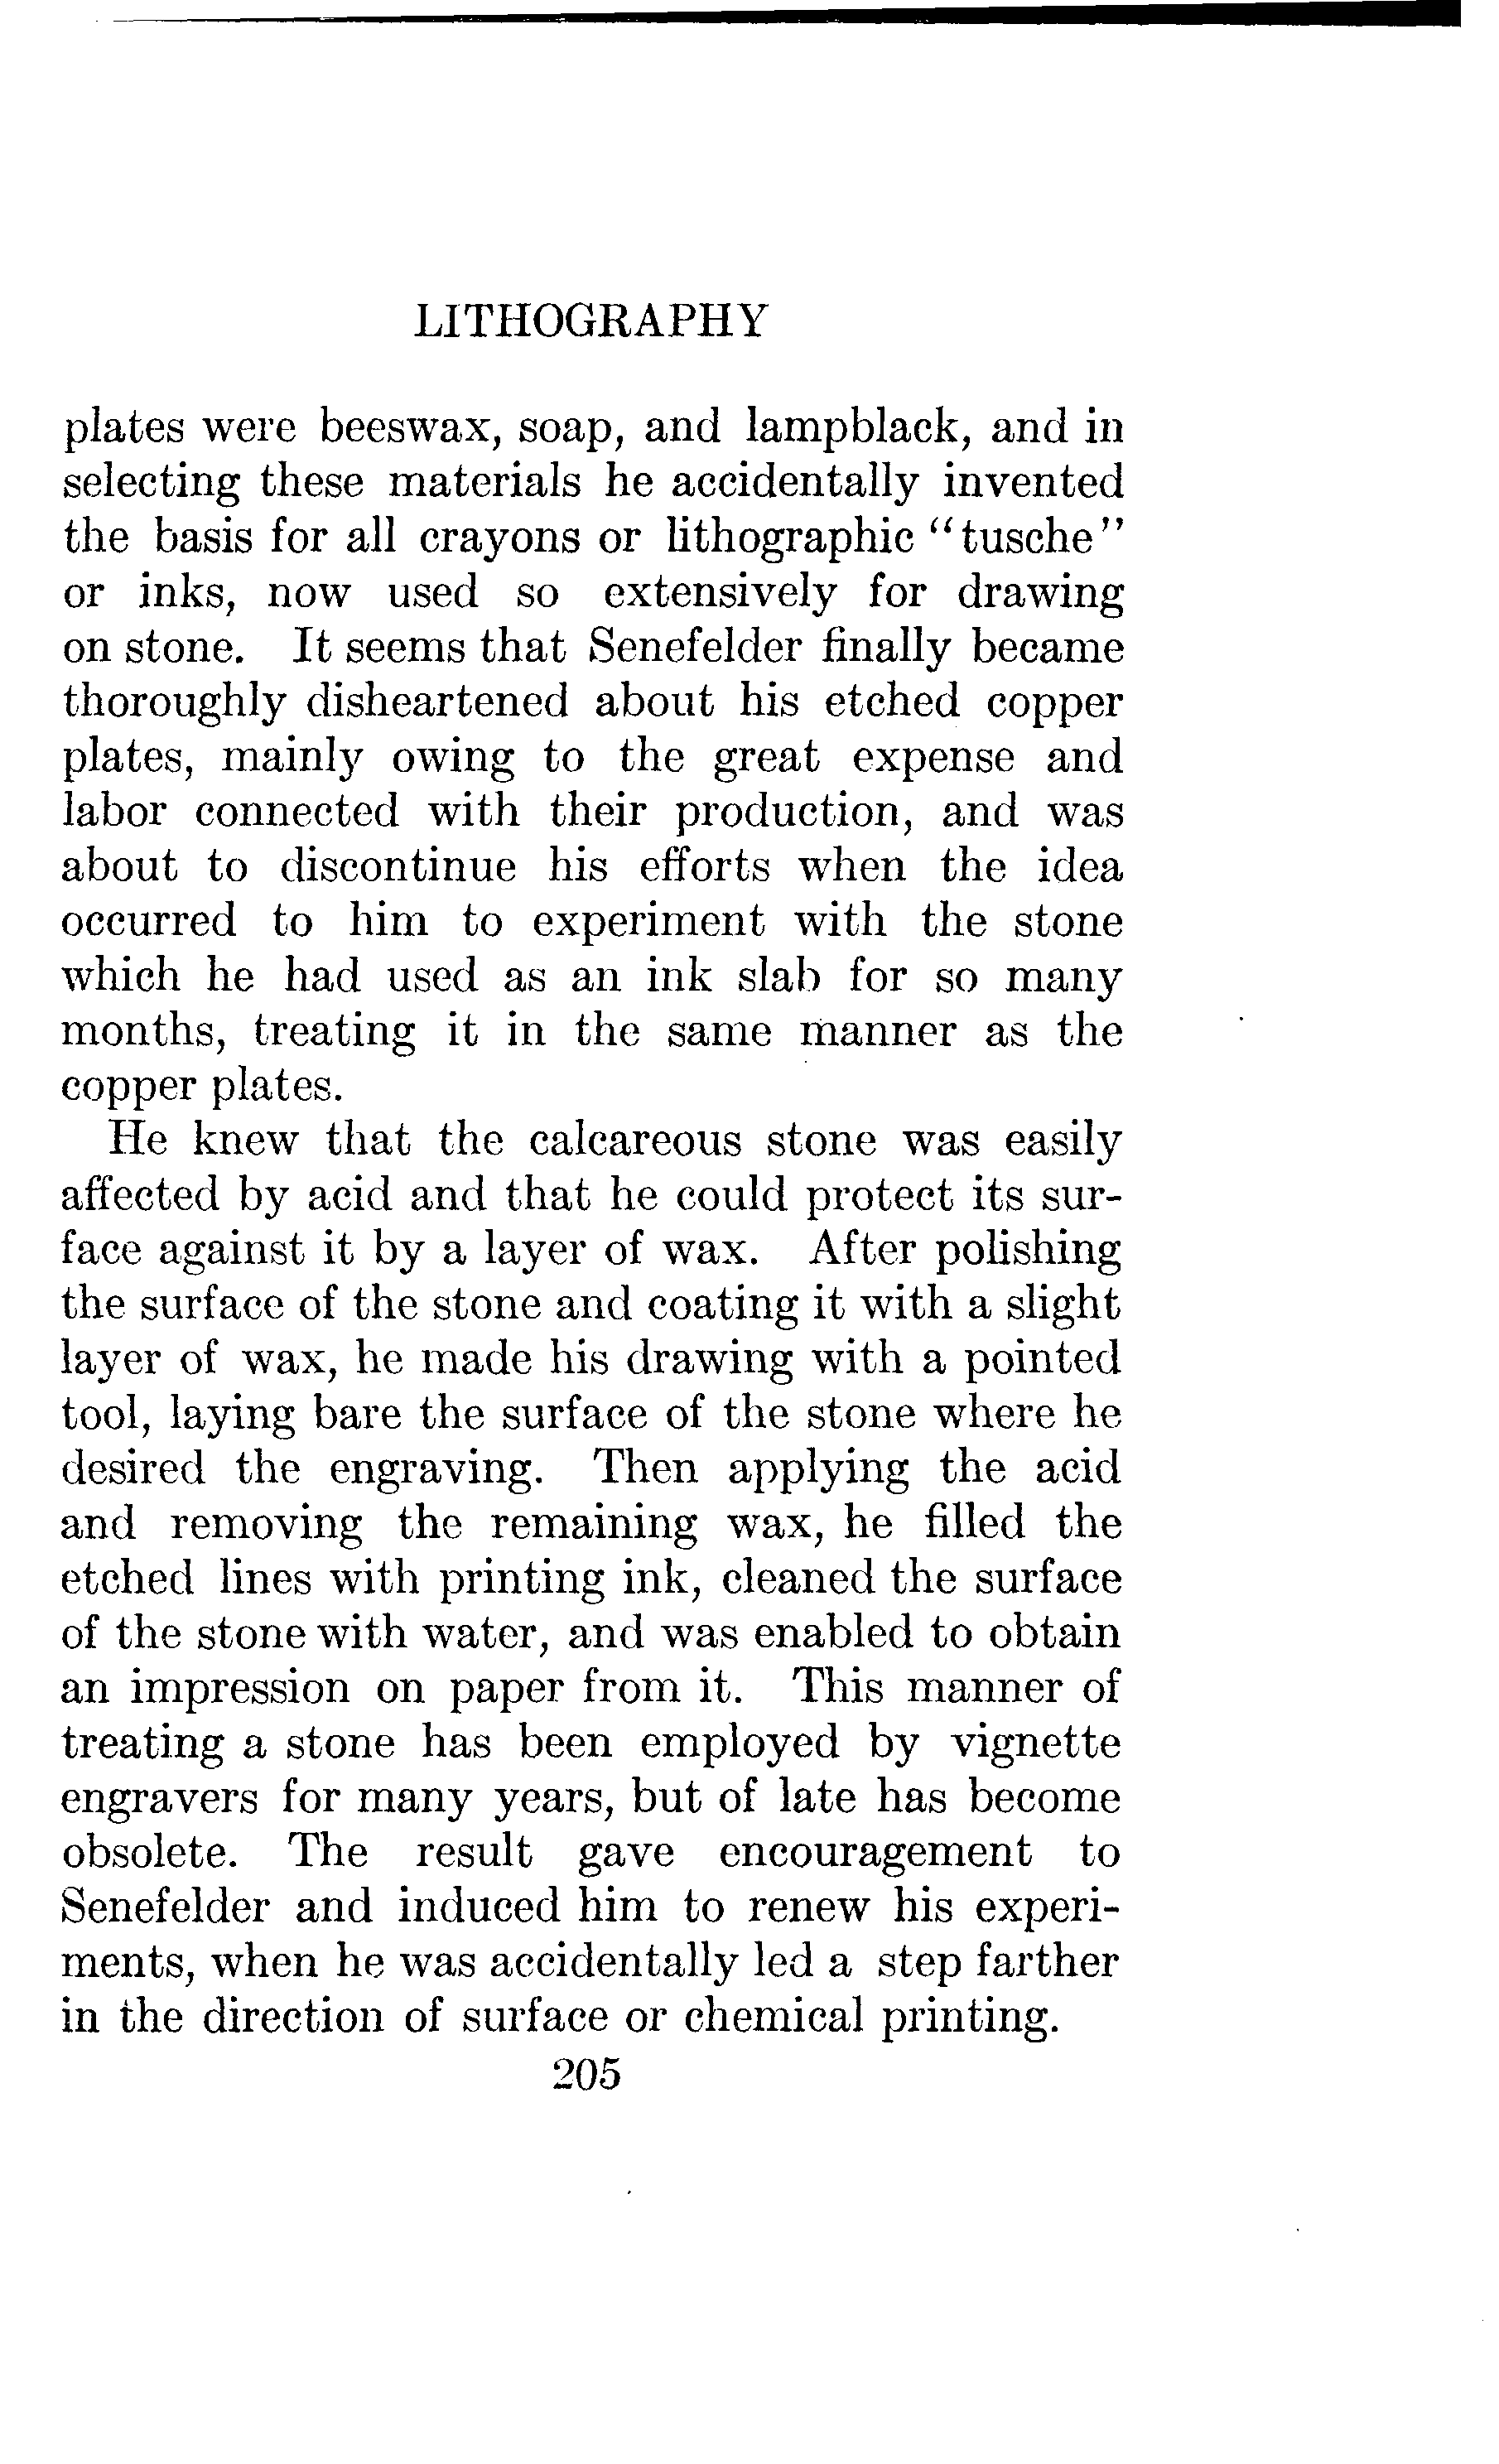 LITHOGRAPHY
plates were beeswax, soap, and lampblack, and in
selecting these materials he accidentally invented
the basis for all crayons or lithographic "tusche"
or inks, now used so extensively for drawing
on stone. It seems that Senefelder finally became
thoroughly disheartened about his etched copper
plates, mainly owing to the great expense and
labor connected with their production, and was
about to discontinue his efforts when the idea
occurred to him to experiment with the stone
which he had used as an ink slab for so many
months, treating it in the same manner as the
copper plates.
He knew that the calcareous stone was easily
affected by acid and that he could protect its sur-
face against it by a layer of wax. After polishing
the surface of the stone and coating it with a slight
layer of wax, he made his drawing with a pointed
tool, laying bare the surface of the stone where he
desired the engraving. Then applying the acid
and removing the remaining wax, he filled the
etched lines with printing ink, cleaned the surface
of the stone with water, and was enabled to obtain
an impression on paper from it. This manner of
treating a stone has been employed by vignette
engravers for many years, but of late has become
obsolete. The result gave encouragement to
Senefelder and induced him to renew his experi-
ments, when he was accidentally led a step farther
in the direction of surface or chemical printing.
205